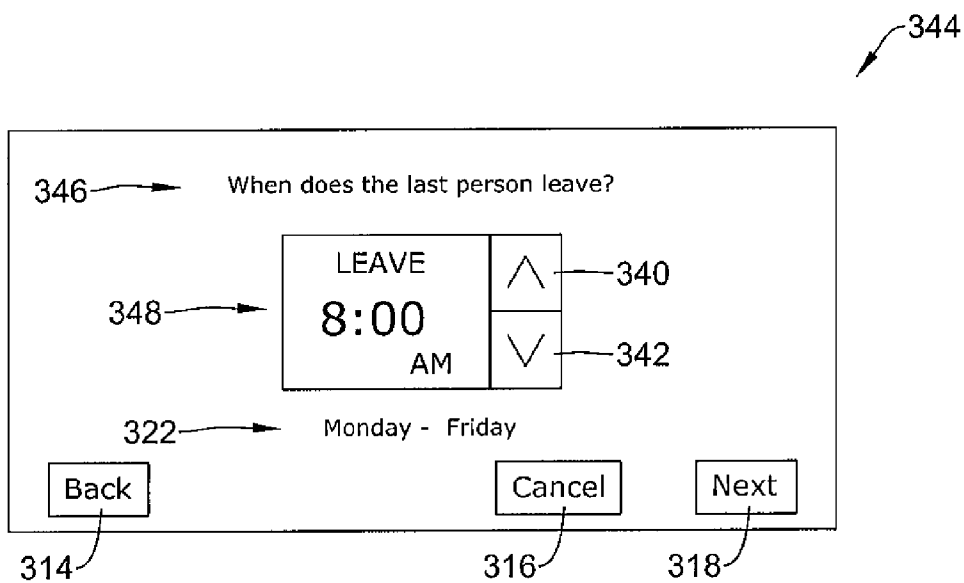 344
346 When does the last person leave?
LEAVE
340
348 8:00
AM 342
322 Monday - Friday
Back Cancel Next
314 316 318